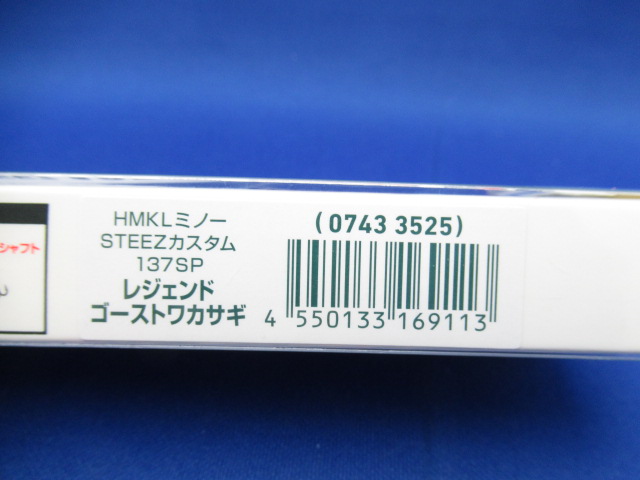 シャフト
HMKLミノー
STEEZカスタム
137SP
レジェンド
ゴーストワカサギ
(0743 3525)
4 550133 169113